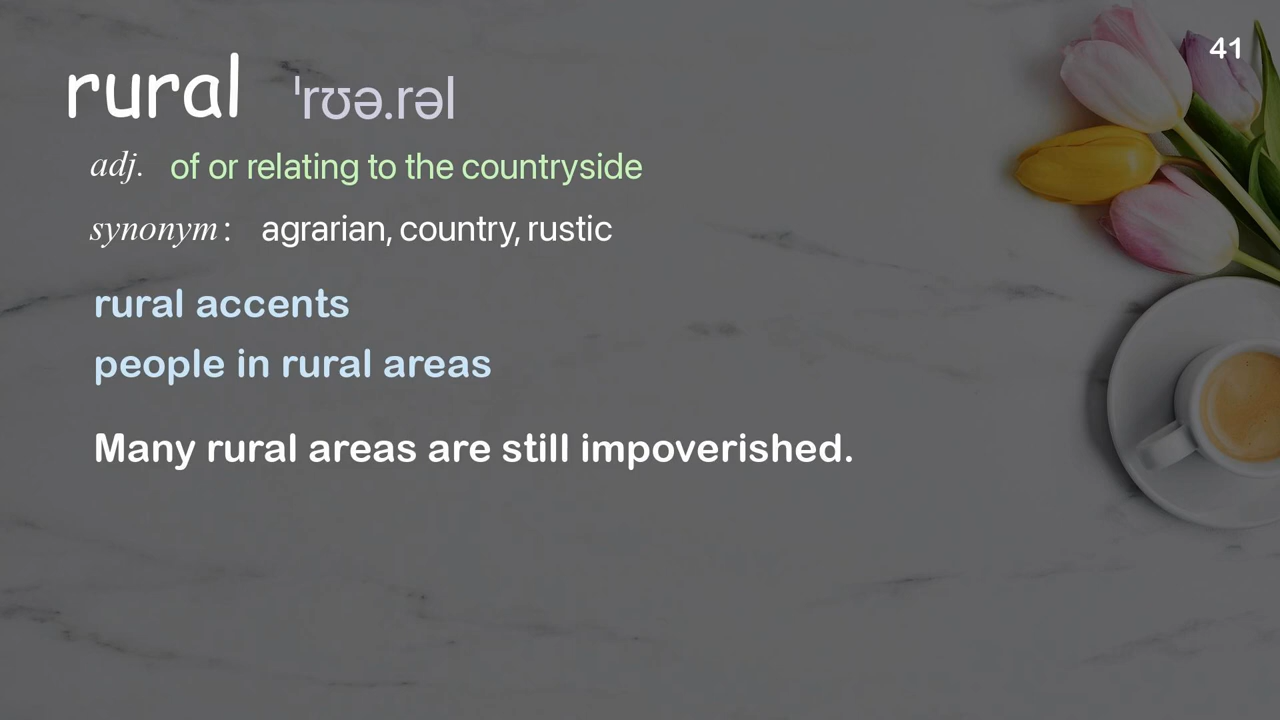 41
rural ˈrʊə.rəl
adj. of or relating to the countryside
synonym: agrarian, country, rustic
rural accents
people in rural areas
Many rural areas are still impoverished.